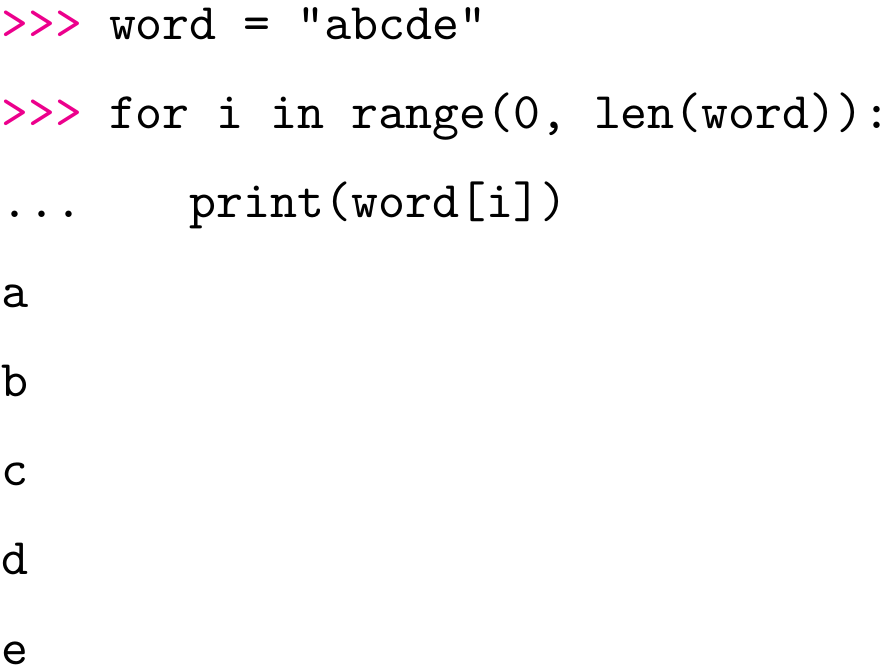 >>> word = "abcde"
>>> for i in range(0, len(word)):
...    print(word[i])
a
b
c
d
e